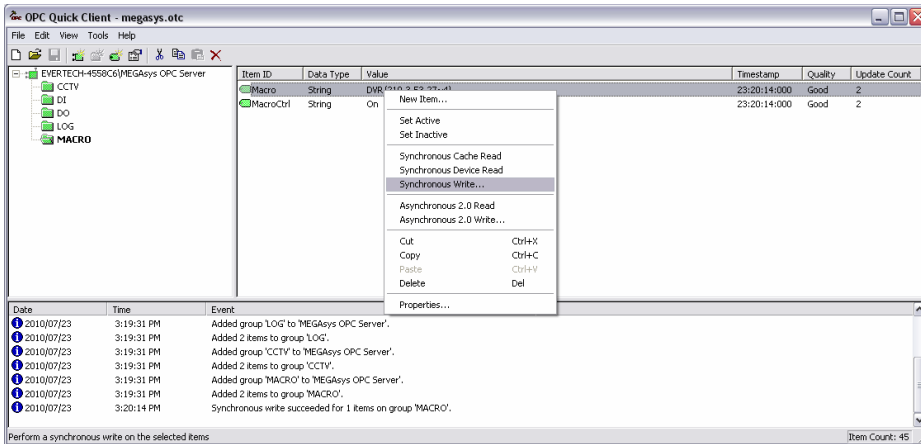 OPC Quick Client - megasys.otc
File Edit View Tools Help
EVERTECH-4558C6\MEGAsys OPC Server
CCTV
DI
DO
LOG
MACRO
Item ID Data Type Value Timestamp Quality Update Count
Macro String 23:20:14:000 Good 2
MacroCtrl String On 23:20:14:000 Good 2
New Item...
Set Active
Set Inactive
Synchronous Cache Read
Synchronous Device Read
Synchronous Write...
Asynchronous 2.0 Read
Asynchronous 2.0 Write...
Cut Ctrl+X
Copy Ctrl+C
Paste Ctrl+V
Delete Del
Properties...
Date Time Event
2010/07/23 3:19:31 PM Added group 'LOG' to 'MEGAsys OPC Server'.
2010/07/23 3:19:31 PM Added 2 items to group 'LOG'.
2010/07/23 3:19:31 PM Added group 'CCTV' to 'MEGAsys OPC Server'.
2010/07/23 3:19:31 PM Added 2 items to group 'CCTV'.
2010/07/23 3:19:31 PM Added group 'MACRO' to 'MEGAsys OPC Server'.
2010/07/23 3:19:31 PM Added 2 items to group 'MACRO'.
2010/07/23 3:20:14 PM Synchronous write succeeded for 1 items on group 'MACRO'.
Perform a synchronous write on the selected items Item Count: 45